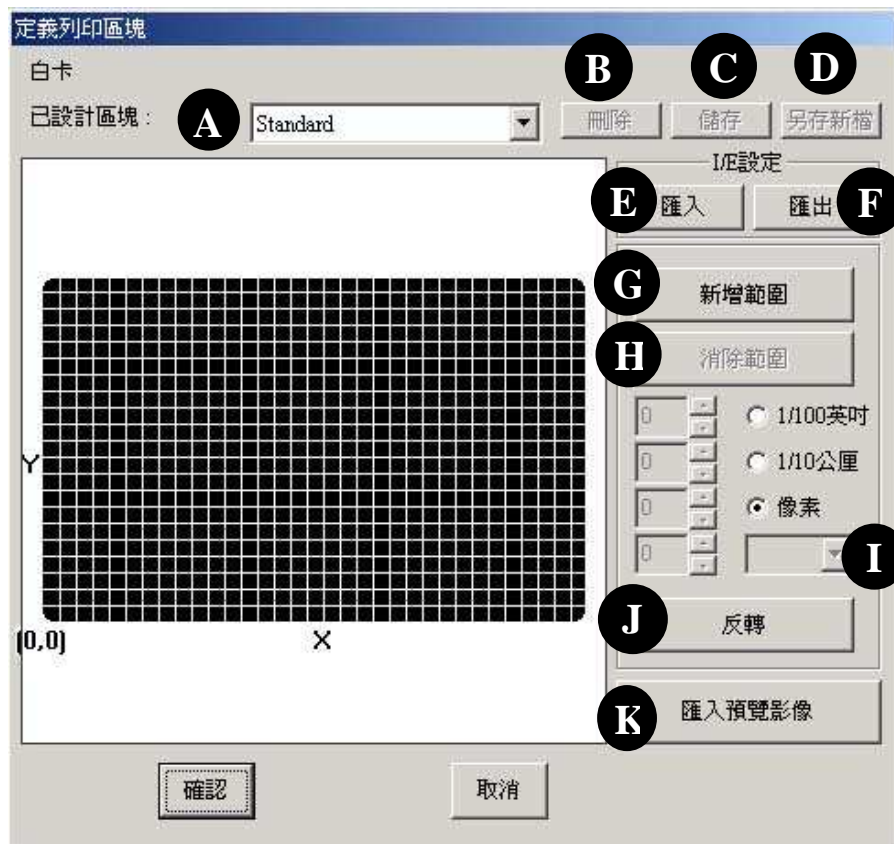 定義列印區塊
白卡
B C D
已設計區塊： A Standard 刪除 儲存 另存新檔
I/E設定
E 匯入 匯出 F
G 新增範圍
H 消除範圍
0 1/100英吋
0 1/10公厘
Y
0 像素
0 I
J 反轉
(0,0) X
K 匯入預覽影像
確認 取消